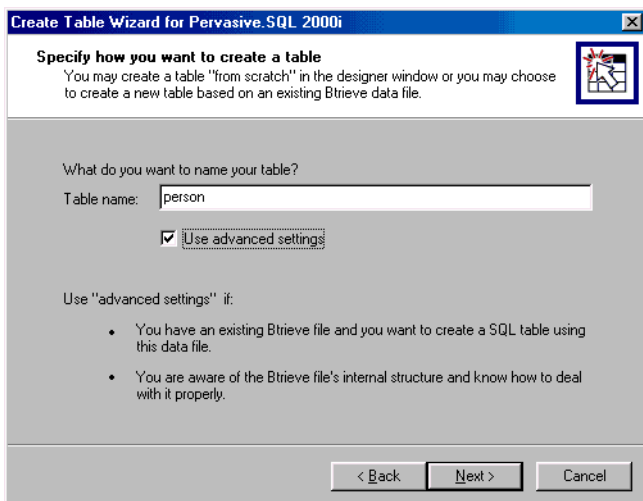 Create Table Wizard for Pervasive.SQL 2000i
Specify how you want to create a table
You may create a table "from scratch" in the designer window or you may choose
to create a new table based on an existing Btrieve data file.
What do you want to name your table?
Table name: person
Use advanced settings
Use "advanced settings" if:
• You have an existing Btrieve file and you want to create a SQL table using
this data file.
• You are aware of the Btrieve file's internal structure and know how to deal
with it properly.
< Back Next > Cancel